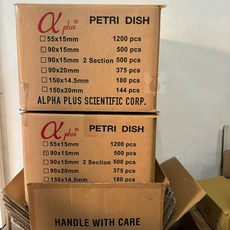 α plus PETRI DISH
55x15mm 1200 pcs
90x15mm 500 pcs
90x15mm 2 Section 500 pcs
90x20mm 375 pcs
150x14.5mm 180 pcs
150x20mm 144 pcs
ALPHA PLUS SCIENTIFIC CORP.
α plus PETRI DISH
55x15mm 1200 pcs
90x15mm 500 pcs
90x15mm 2 Section 500 pcs
90x20mm 375 pcs
150x14.5mm 180 pcs
HANDLE WITH CARE